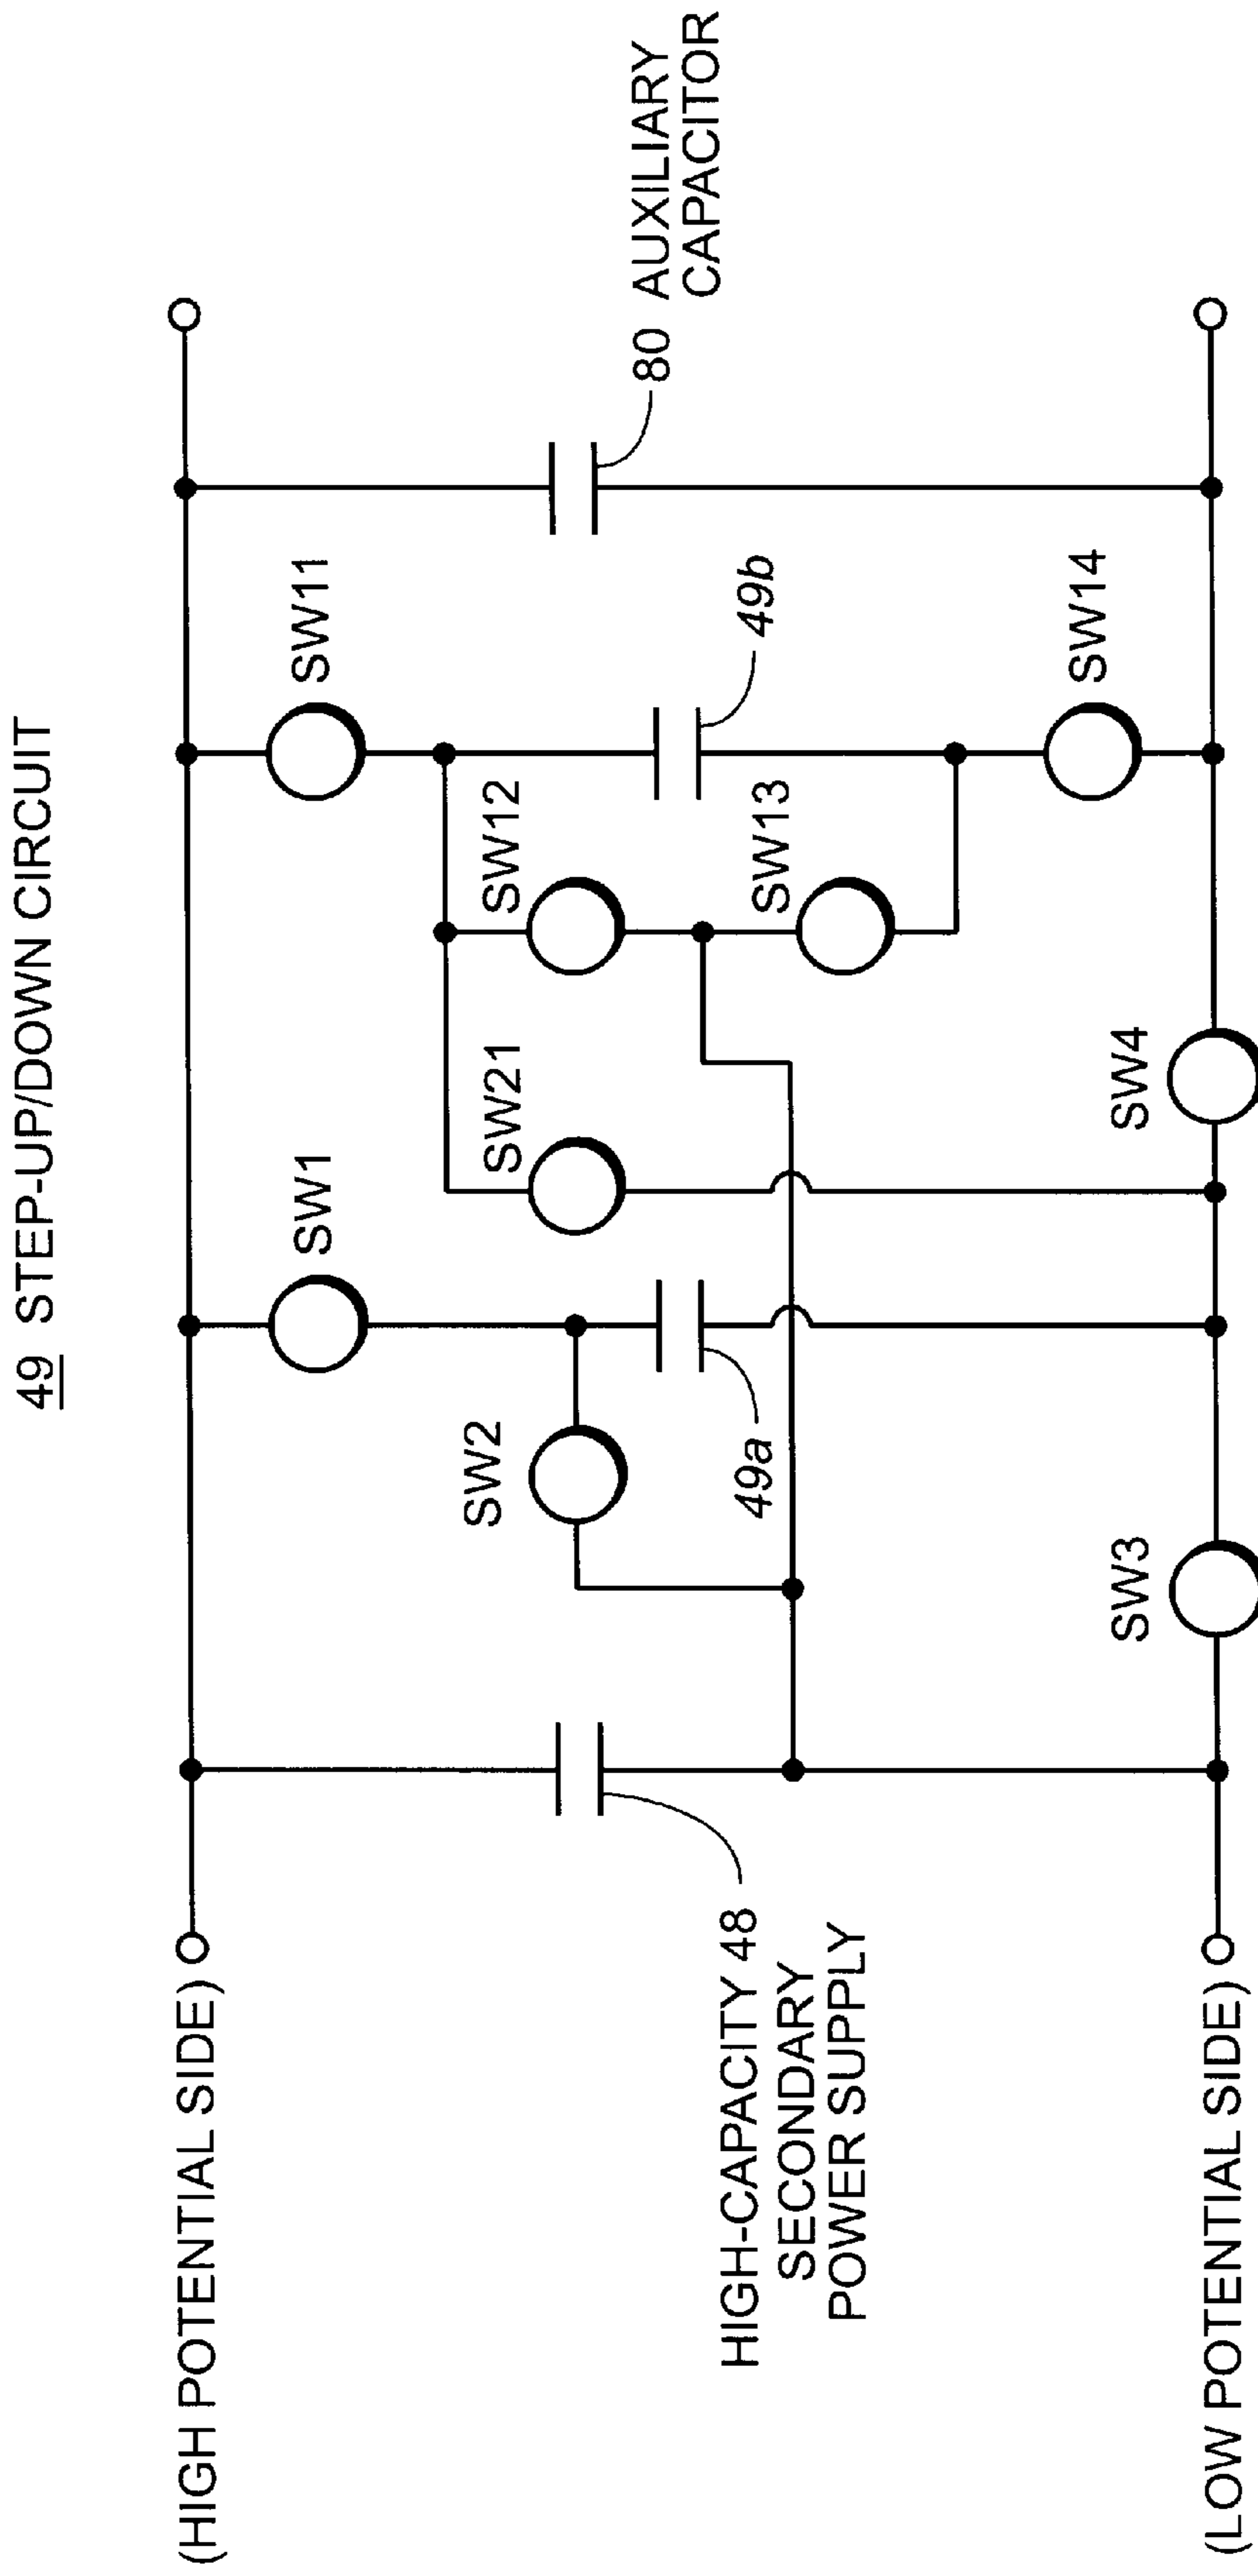 49 STEP-UP/DOWN CIRCUIT
(HIGH POTENTIAL SIDE)
SW1
SW11
SW2
SW21
SW12
SW13
49a
49b
80 AUXILIARY
CAPACITOR
HIGH-CAPACITY 48
SECONDARY
POWER SUPPLY
SW3
SW4
SW14
(LOW POTENTIAL SIDE)